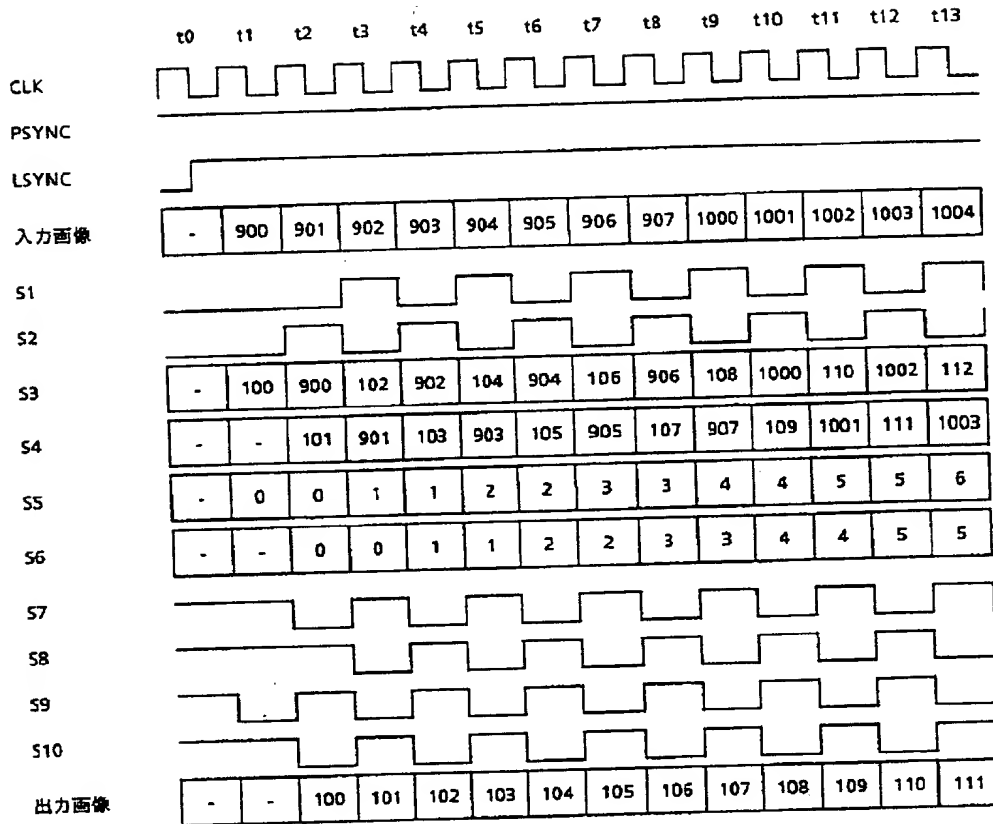 t0 t1 t2 t3 t4 t5 t6 t7 t8 t9 t10 t11 t12 t13
CLK
PSYNC
LSYNC
入力画像 - 900 901 902 903 904 905 906 907 1000 1001 1002 1003 1004
S1
S2
S3 - 100 900 102 902 104 904 106 906 108 1000 110 1002 112
S4 - - 101 901 103 903 105 905 107 907 109 1001 111 1003
S5 - 0 0 1 1 2 2 3 3 4 4 5 5 6
S6 - - 0 0 1 1 2 2 3 3 4 4 5 5
S7
S8
S9
S10
出力画像 - - 100 101 102 103 104 105 106 107 108 109 110 111